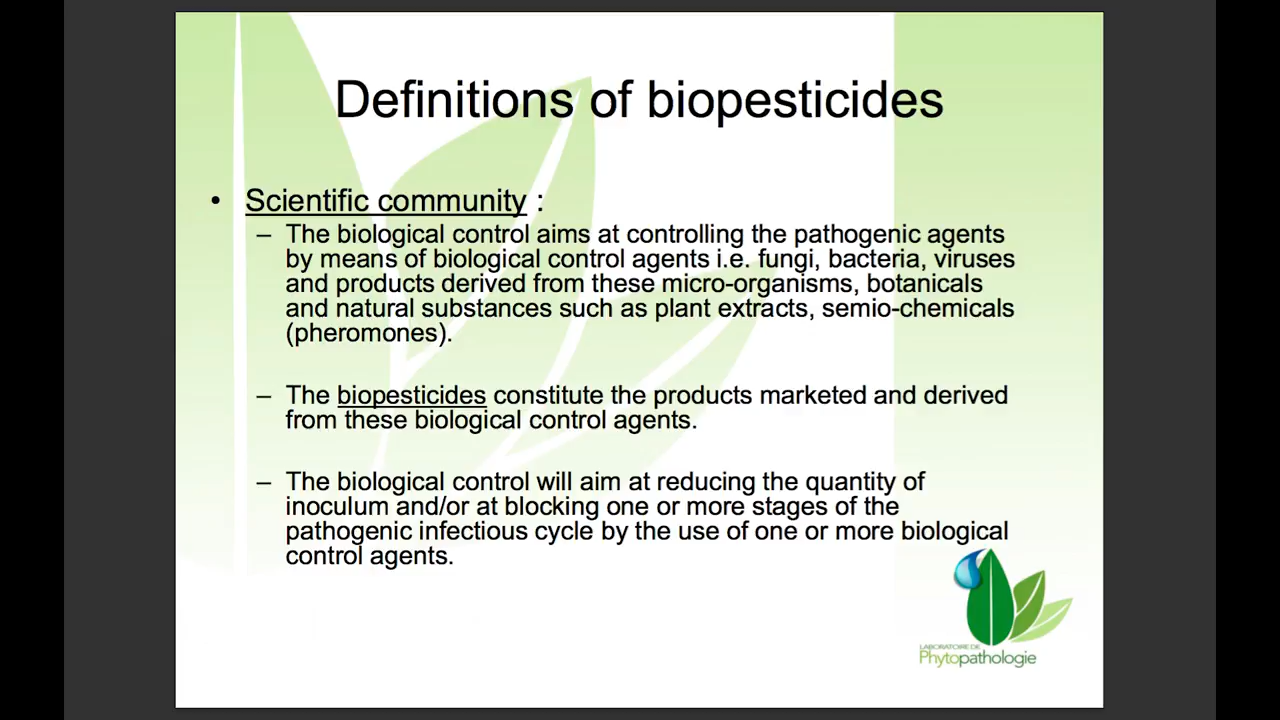 Definitions of biopesticides
• Scientific community :
– The biological control aims at controlling the pathogenic agents
by means of biological control agents i.e. fungi, bacteria, viruses
and products derived from these micro-organisms, botanicals
and natural substances such as plant extracts, semio-chemicals
(pheromones).
– The biopesticides constitute the products marketed and derived
from these biological control agents.
– The biological control will aim at reducing the quantity of
inoculum and/or at blocking one or more stages of the
pathogenic infectious cycle by the use of one or more biological
control agents.
LABORATOIRE DE
Phytopathologie